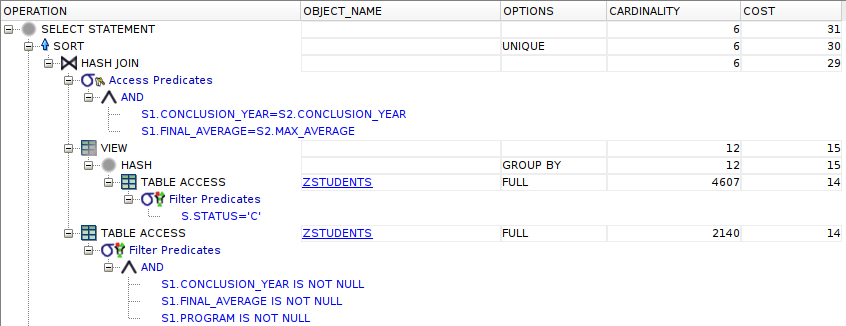 OPERATION OBJECT_NAME OPTIONS CARDINALITY COST
SELECT STATEMENT 6 31
SORT UNIQUE 6 30
HASH JOIN 6 29
Access Predicates
AND
S1.CONCLUSION_YEAR=S2.CONCLUSION_YEAR
S1.FINAL_AVERAGE=S2.MAX_AVERAGE
VIEW 12 15
HASH GROUP BY 12 15
TABLE ACCESS ZSTUDENTS FULL 4607 14
Filter Predicates
S.STATUS='C'
TABLE ACCESS ZSTUDENTS FULL 2140 14
Filter Predicates
AND
S1.CONCLUSION_YEAR IS NOT NULL
S1.FINAL_AVERAGE IS NOT NULL
S1.PROGRAM IS NOT NULL